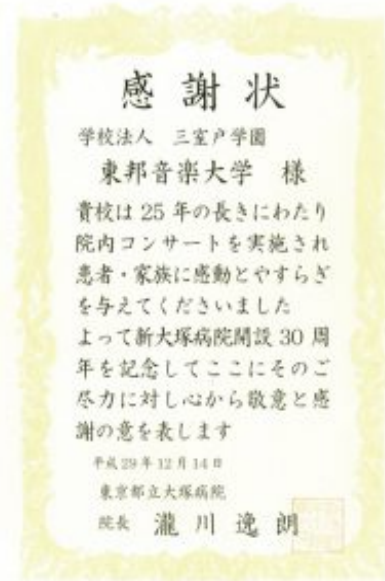 感謝状
学校法人 三室戸学園
東邦音楽大学 様
貴校は 25 年の長きにわたり
院内コンサートを実施され
患者・家族に感動とやすらぎ
を与えてくださいました
よって新大塚病院開設 30 周
年を記念してここにそのご
尽力に対し心から敬意と感
謝の意を表します
平成29年12月14日
東京都立大塚病院
院長 瀧川逸朗